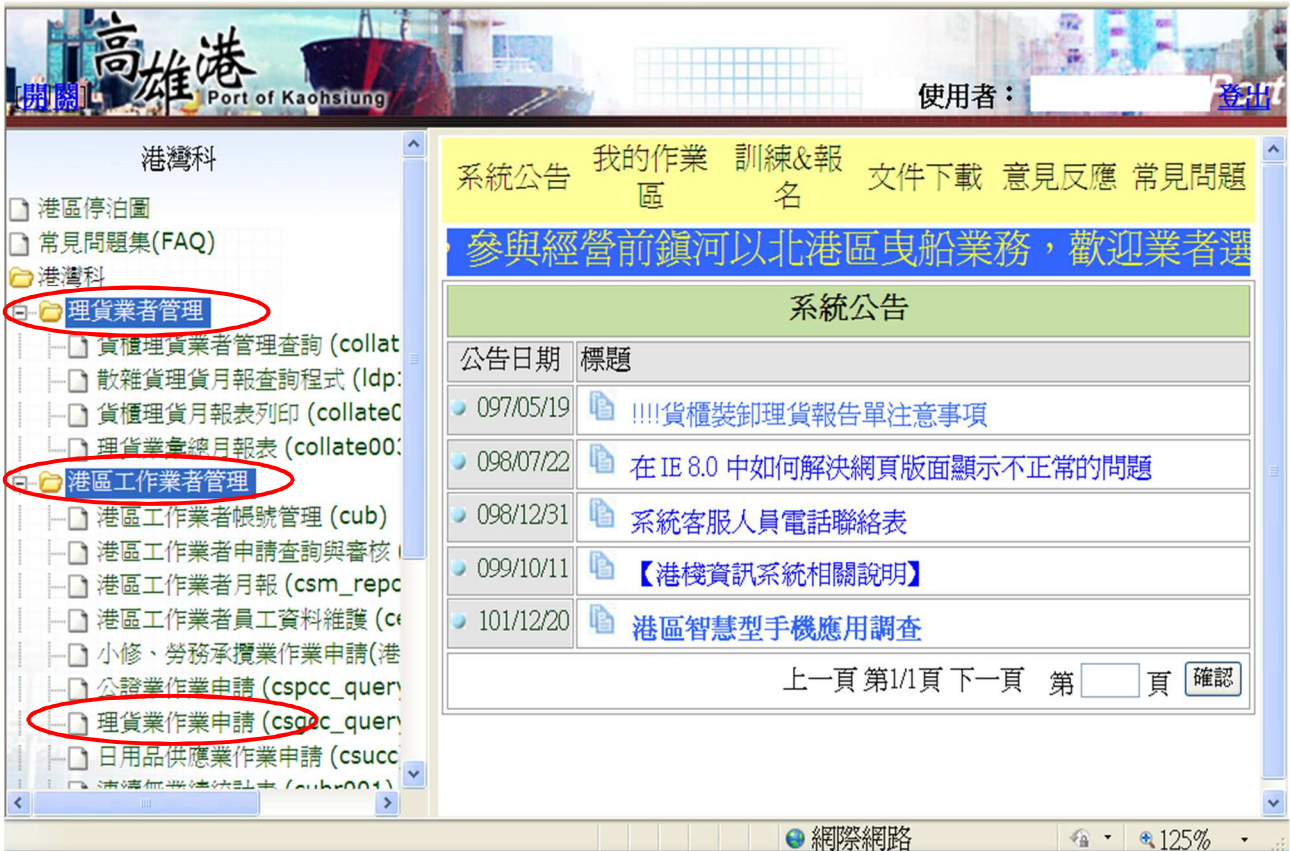 高雄港
Port of Kaohsiung
[開關]
使用者：
登出
港灣科
港區停泊圖
常見問題集(FAQ)
港灣科
理貨業者管理
貨櫃理貨業者管理查詢 (collat
散雜貨理貨月報查詢程式 (ldp
貨櫃理貨月報表列印 (collate0
理貨業彙總月報表 (collate00
港區工作業者管理
港區工作業者帳號管理 (cub)
港區工作業者申請查詢與審核 (
港區工作業者月報 (csm_repo
港區工作業者員工資料維護 (ce
小修、勞務承攬業作業申請(港
公證業作業申請 (cspcc_query
理貨業作業申請 (csgcc_query
日用品供應業作業申請 (csucc
連續無業績統計表 (cubr001)
系統公告 我的作業區 訓練&報名 文件下載 意見反應 常見問題
，參與經營前鎮河以北港區曳船業務，歡迎業者選
系統公告
公告日期 標題
097/05/19 !!!!貨櫃裝卸理貨報告單注意事項
098/07/22 在 IE 8.0 中如何解決網頁版面顯示不正常的問題
098/12/31 系統客服人員電話聯絡表
099/10/11 【港棧資訊系統相關說明】
101/12/20 港區智慧型手機應用調查
上一頁 第1/1頁 下一頁 第 頁 確認
網際網路 125%